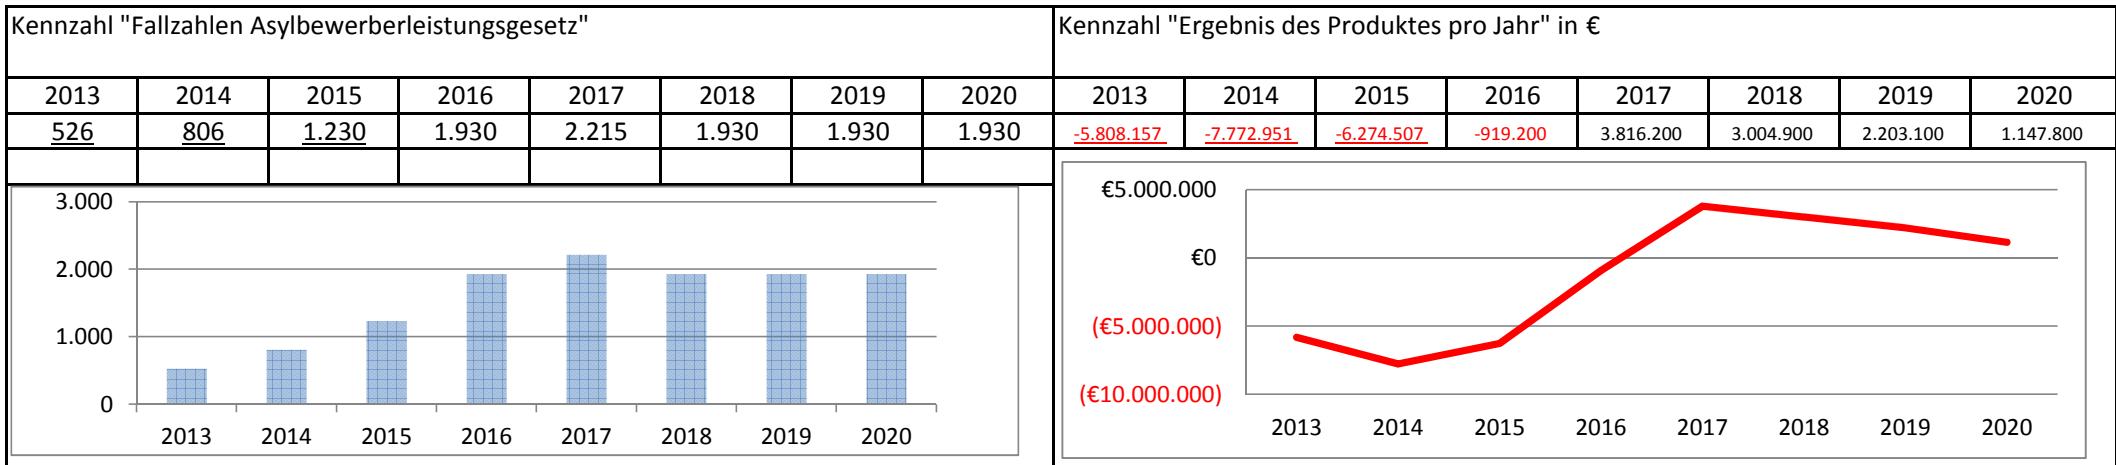 Kennzahl "Fallzahlen Asylbewerberleistungsgesetz"
2013 2014 2015 2016 2017 2018 2019 2020
526 806 1.230 1.930 2.215 1.930 1.930 1.930
3.000
2.000
1.000
0
2013 2014 2015 2016 2017 2018 2019 2020
Kennzahl "Ergebnis des Produktes pro Jahr" in €
2013 2014 2015 2016 2017 2018 2019 2020
-5.808.157 -7.772.951 -6.274.507 -919.200 3.816.200 3.004.900 2.203.100 1.147.800
€5.000.000
€0
(€5.000.000)
(€10.000.000)
2013 2014 2015 2016 2017 2018 2019 2020